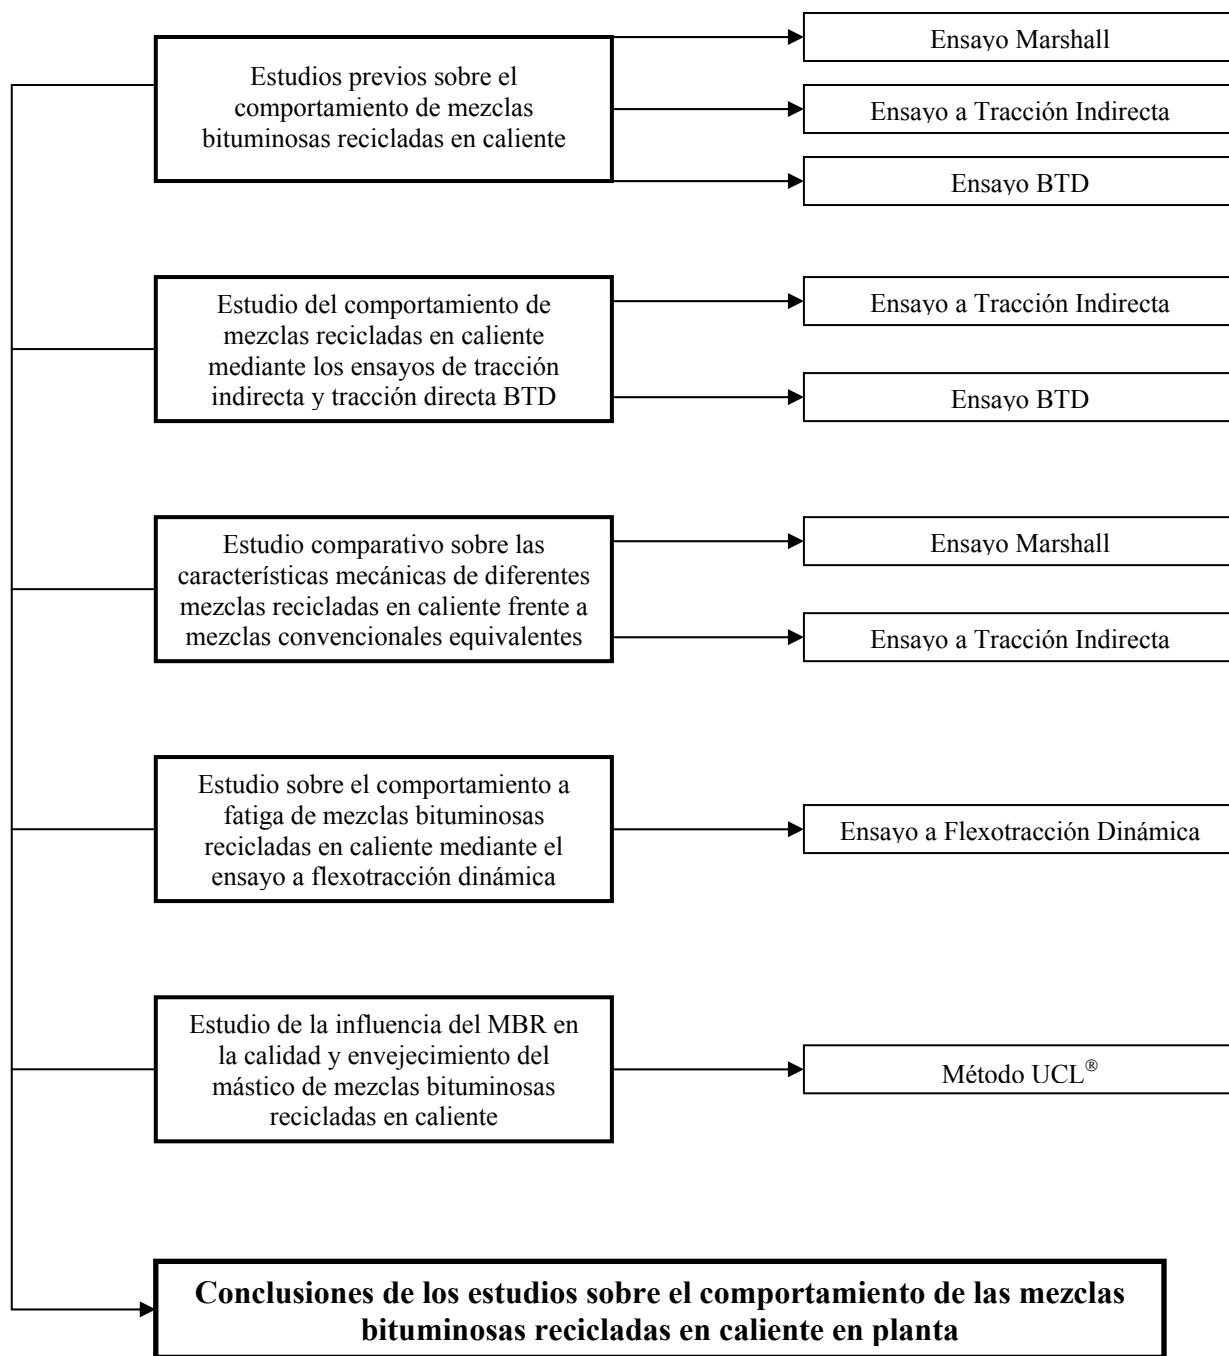 Estudios previos sobre el
comportamiento de mezclas
bituminosas recicladas en caliente
Ensayo Marshall
Ensayo a Tracción Indirecta
Ensayo BTD
Estudio del comportamiento de
mezclas recicladas en caliente
mediante los ensayos de tracción
indirecta y tracción directa BTD
Ensayo a Tracción Indirecta
Ensayo BTD
Estudio comparativo sobre las
características mecánicas de diferentes
mezclas recicladas en caliente frente a
mezclas convencionales equivalentes
Ensayo Marshall
Ensayo a Tracción Indirecta
Estudio sobre el comportamiento a
fatiga de mezclas bituminosas
recicladas en caliente mediante el
ensayo a flexotracción dinámica
Ensayo a Flexotracción Dinámica
Estudio de la influencia del MBR en
la calidad y envejecimiento del
mástico de mezclas bituminosas
recicladas en caliente
Método UCL®
Conclusiones de los estudios sobre el comportamiento de las mezclas
bituminosas recicladas en caliente en planta